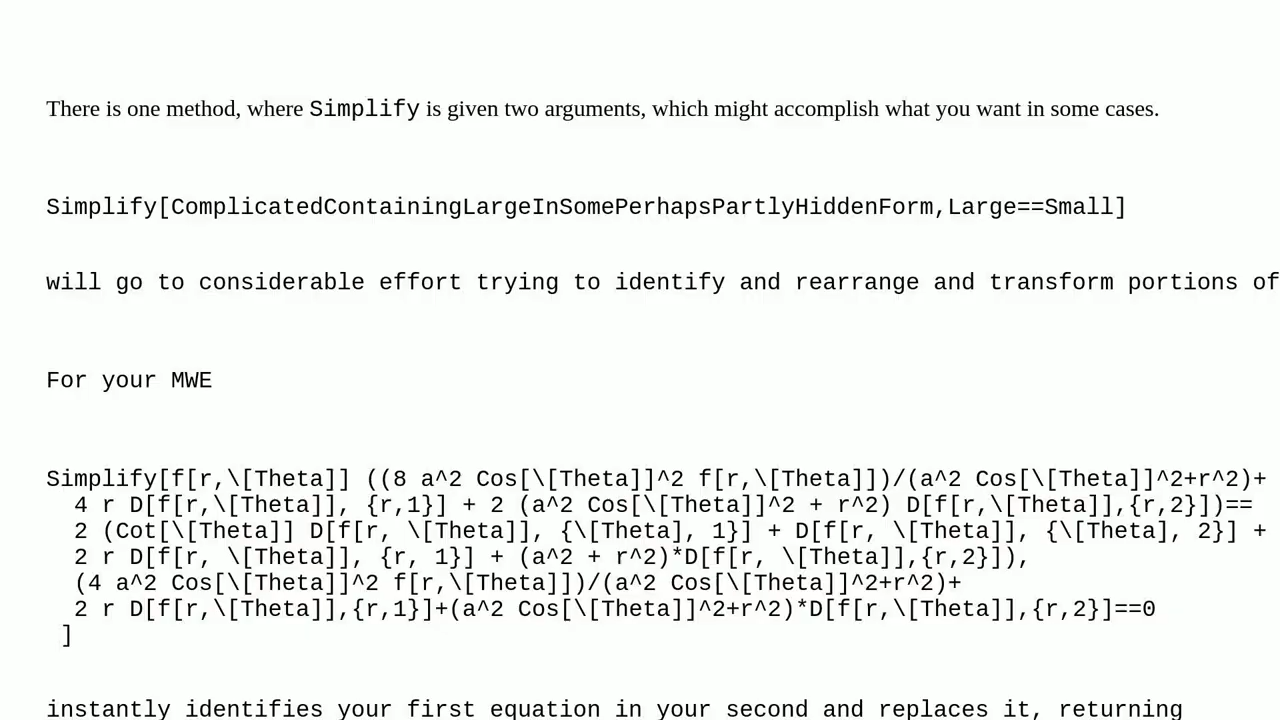 There is one method, where Simplify is given two arguments, which might accomplish what you want in some cases.
Simplify[ComplicatedContainingLargeInSomePerhapsPartlyHiddenForm,Large==Small]
will go to considerable effort trying to identify and rearrange and transform portions of
For your MWE
Simplify[f[r,\[Theta]] ((8 a^2 Cos[\[Theta]]^2 f[r,\[Theta]])/(a^2 Cos[\[Theta]]^2+r^2)+
  4 r D[f[r,\[Theta]], {r,1}] + 2 (a^2 Cos[\[Theta]]^2 + r^2) D[f[r,\[Theta]],{r,2}])==
  2 (Cot[\[Theta]] D[f[r, \[Theta]], {\[Theta], 1}] + D[f[r, \[Theta]], {\[Theta], 2}] +
  2 r D[f[r, \[Theta]], {r, 1}] + (a^2 + r^2)*D[f[r, \[Theta]],{r,2}]),
  (4 a^2 Cos[\[Theta]]^2 f[r,\[Theta]])/(a^2 Cos[\[Theta]]^2+r^2)+
  2 r D[f[r,\[Theta]],{r,1}]+(a^2 Cos[\[Theta]]^2+r^2)*D[f[r,\[Theta]],{r,2}]==0
 ]
instantly identifies your first equation in your second and replaces it, returning